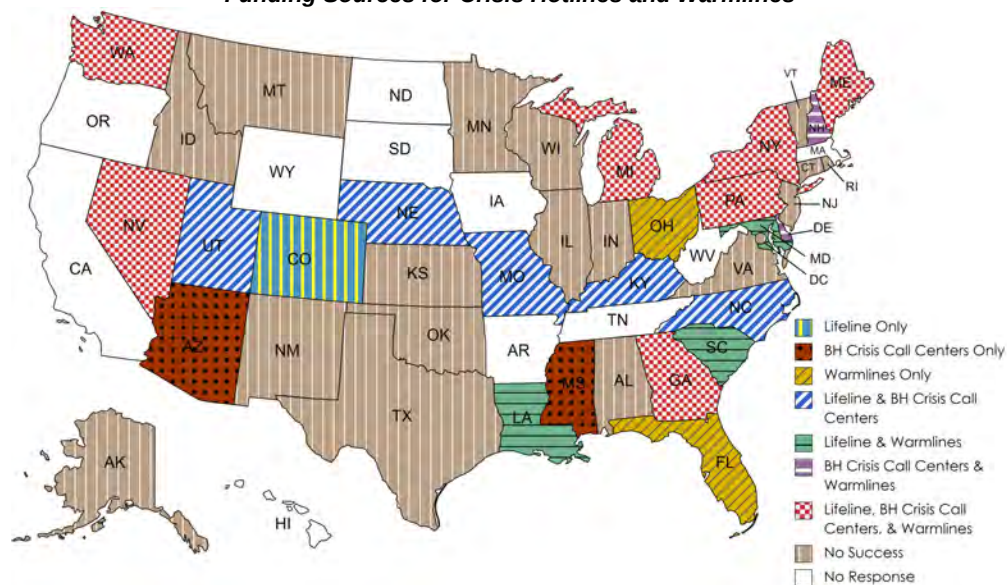 Funding Sources for Crisis Hotlines and Warmlines
WA
MT
ND
MN
OR
ID
SD
WI
MI
VT
ME
NH
NY
MA
CT
RI
WY
IA
PA
NJ
NV
NE
OH
DE
UT
CO
IL
IN
WV
MD
DC
CA
KS
MO
KY
VA
NC
TN
AZ
NM
OK
AR
SC
MS
AL
GA
TX
LA
FL
AK
HI
Lifeline Only
BH Crisis Call Centers Only
Warmlines Only
Lifeline & BH Crisis Call
Centers
Lifeline & Warmlines
BH Crisis Call Centers &
Warmlines
Lifeline, BH Crisis Call
Centers, & Warmlines
No Success
No Response